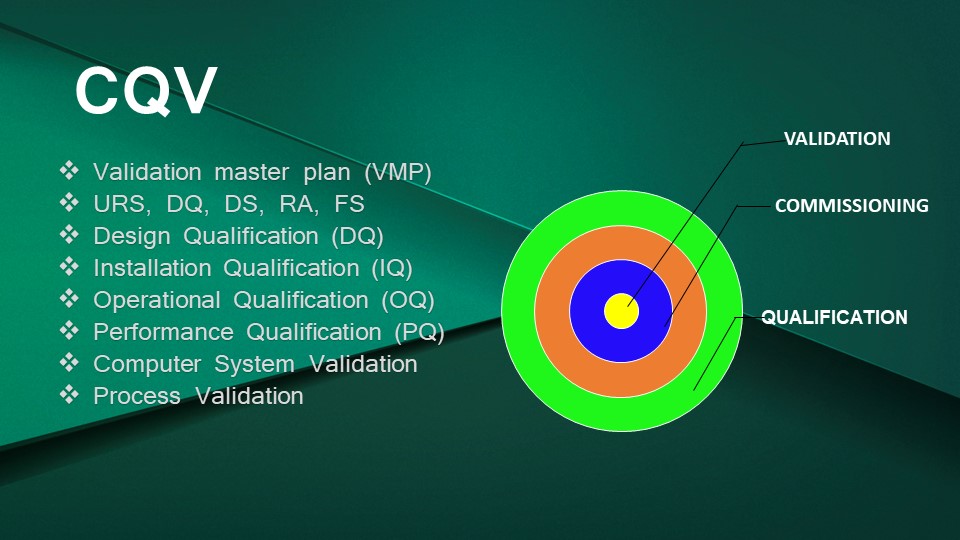 CQV
❖ Validation master plan (VMP)
❖ URS, DQ, DS, RA, FS
❖ Design Qualification (DQ)
❖ Installation Qualification (IQ)
❖ Operational Qualification (OQ)
❖ Performance Qualification (PQ)
❖ Computer System Validation
❖ Process Validation
VALIDATION
COMMISSIONING
QUALIFICATION